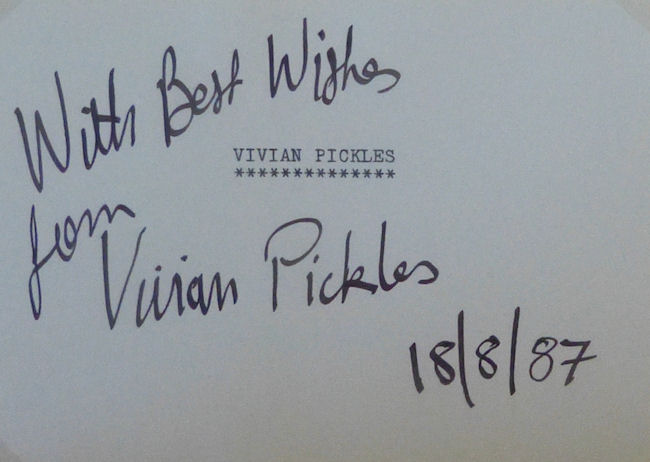 With Best Wishes
VIVIAN PICKLES
**************
from
Vivian Pickles
18/8/87